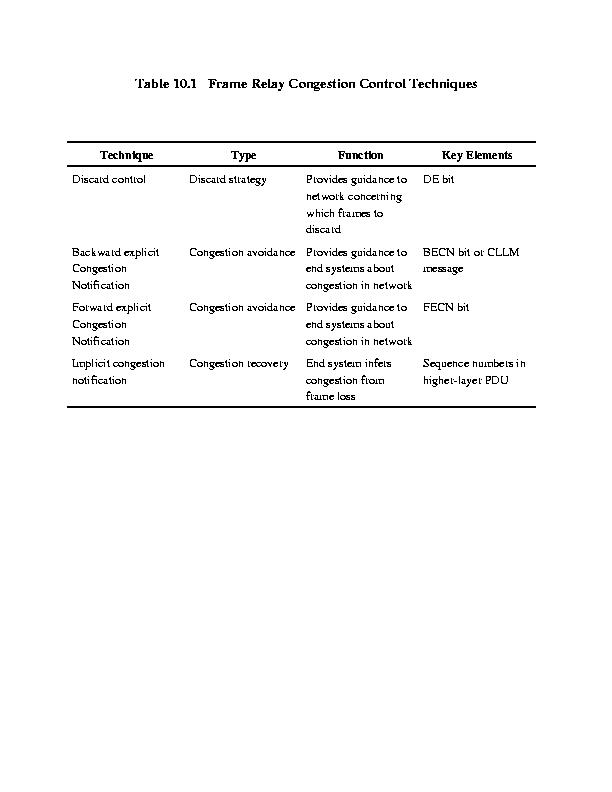 Table 10.1 Frame Relay Congestion Control Techniques
Technique Type Function Key Elements
Discard control Discard strategy Provides guidance to DE bit
network concerning
which frames to
discard
Backward explicit Congestion avoidance Provides guidance to BECN bit or CLLM
Congestion end systems about message
Notification congestion in network
Forward explicit Congestion avoidance Provides guidance to FECN bit
Congestion end systems about
Notification congestion in network
Implicit congestion Congestion recovery End system infers Sequence numbers in
notification congestion from higher-layer PDU
frame loss